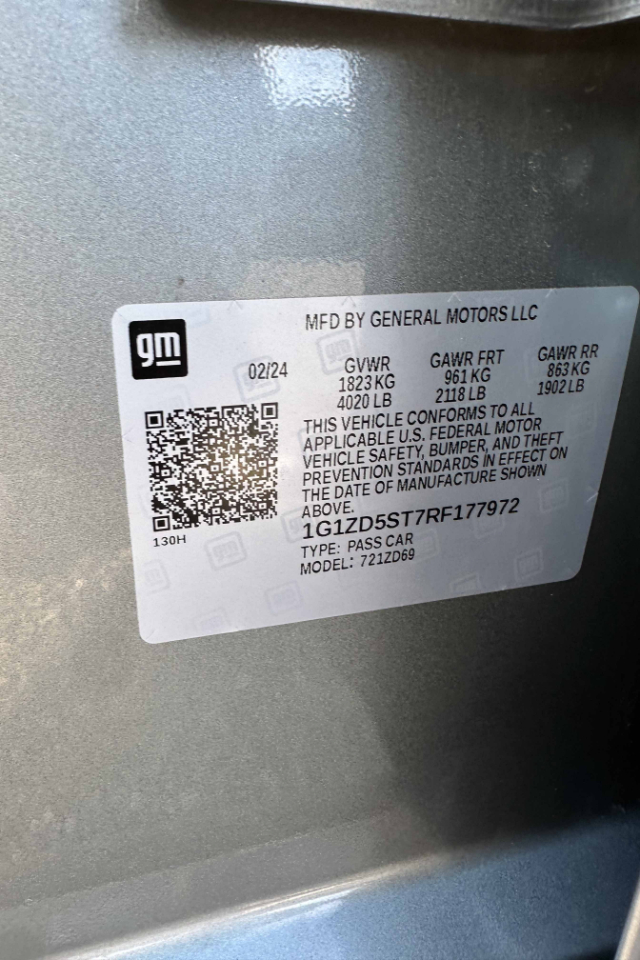 gm
MFD BY GENERAL MOTORS LLC
02/24
GVWR
1823 KG
4020 LB
GAWR FRT
961 KG
2118 LB
GAWR RR
863 KG
1902 LB
THIS VEHICLE CONFORMS TO ALL
APPLICABLE U.S. FEDERAL MOTOR
VEHICLE SAFETY, BUMPER, AND THEFT
PREVENTION STANDARDS IN EFFECT ON
THE DATE OF MANUFACTURE SHOWN
ABOVE.
1G1ZD5ST7RF177972
TYPE: PASS CAR
MODEL: 721ZD69
130H